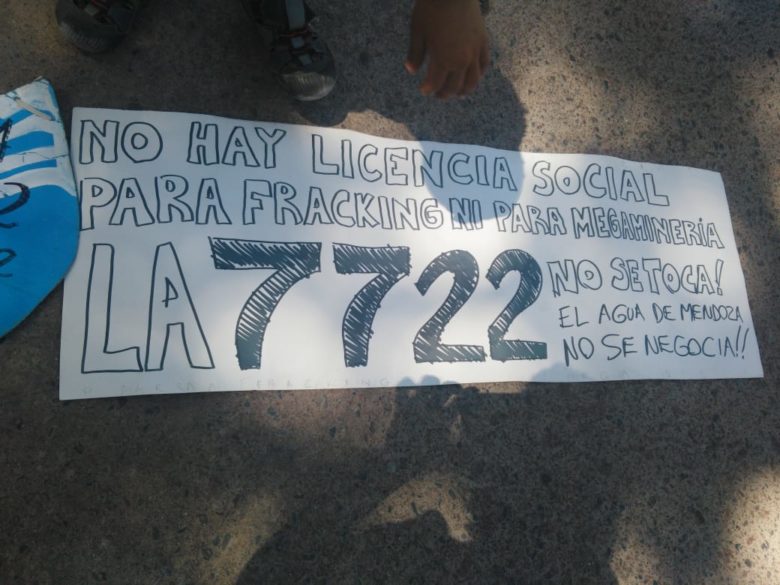 NO HAY LICENCIA SOCIAL
PARA FRACKING NI PARA MEGAMINERÍA
LA 7722
NO SE TOCA!
EL AGUA DE MENDOZA
NO SE NEGOCIA!!